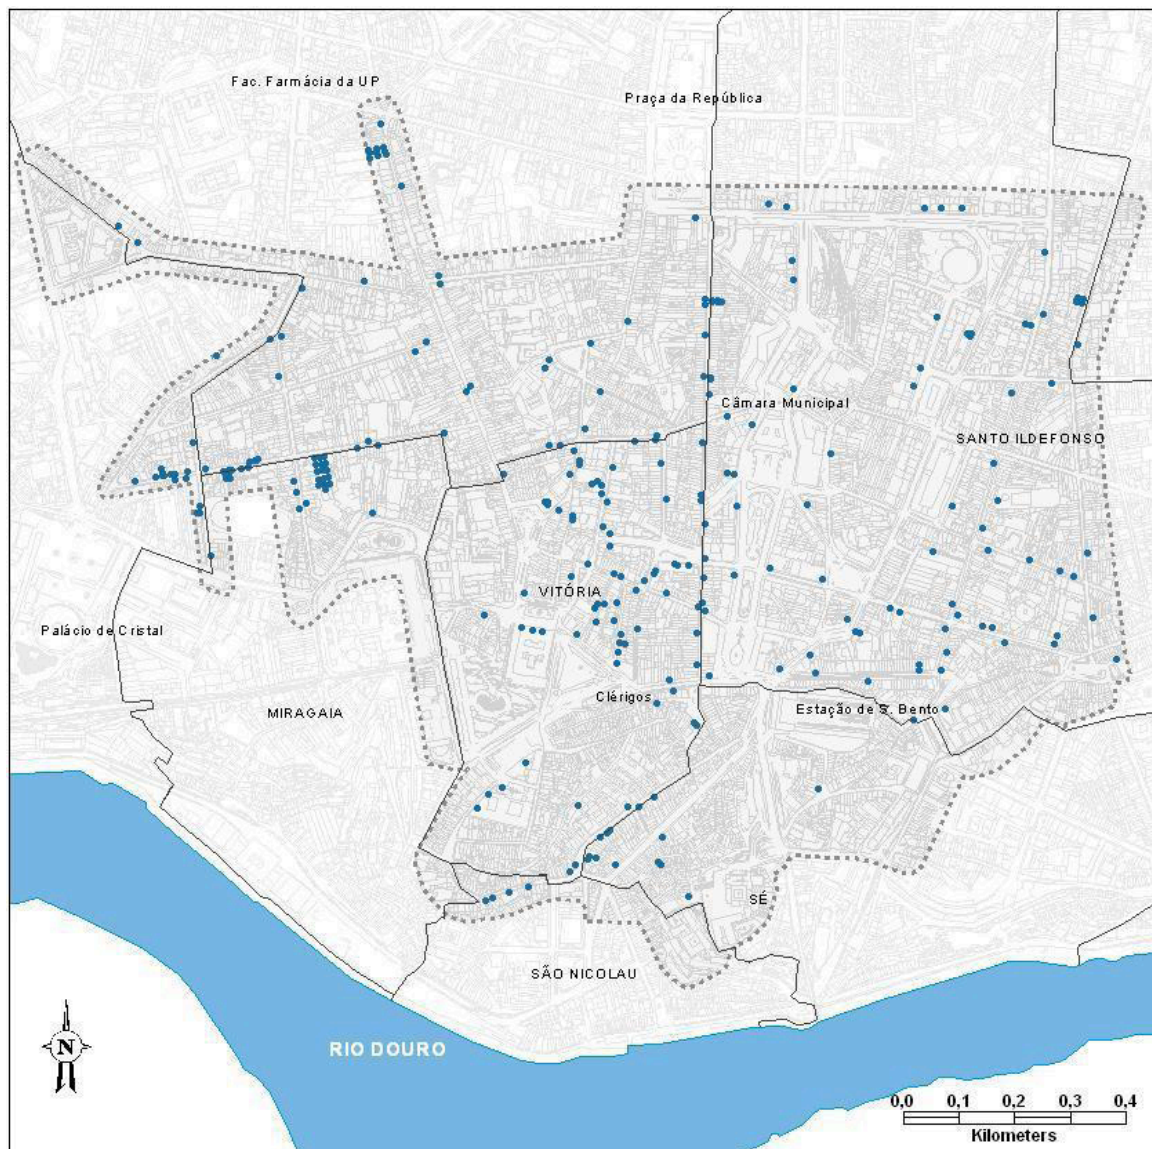 Fac. Farmácia da UP
Praça da República
Câmara Municipal
SANTO ILDEFONSO
VITÓRIA
Palácio de Cristal
Clérigos
MIRAGAIA
Estação de S. Bento
SÉ
SÃO NICOLAU
RIO DOURO
N
0,0 0,1 0,2 0,3 0,4
Kilometers